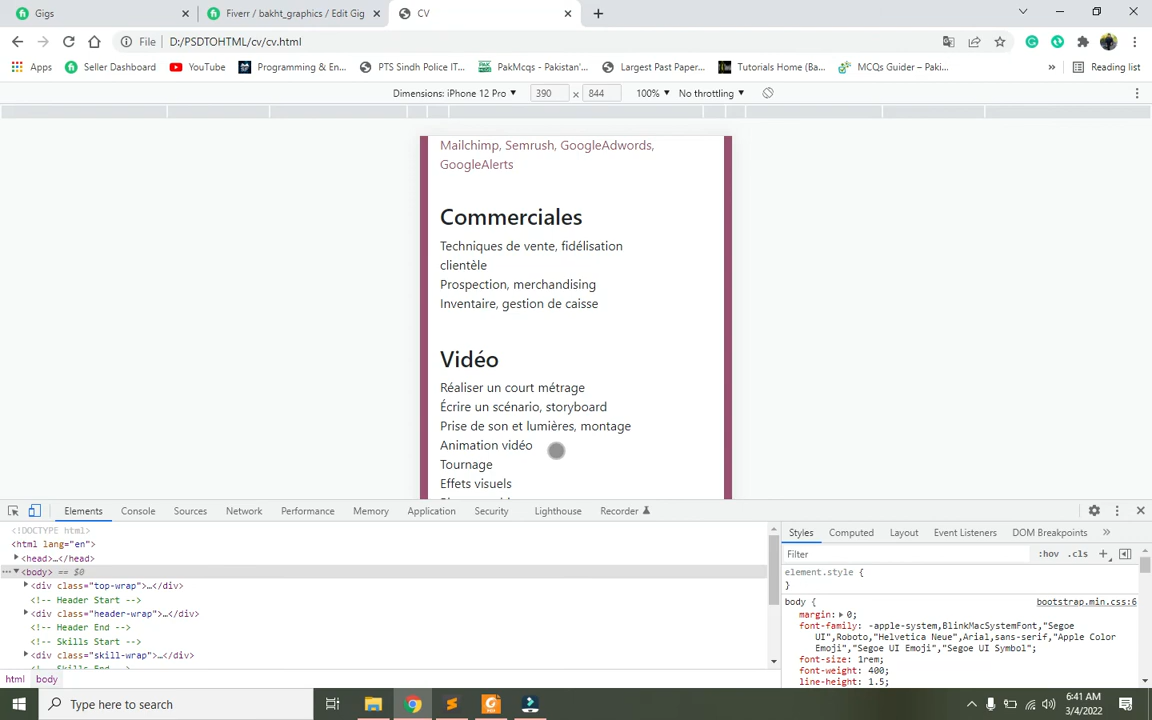 Gigs
Fiverr / bakht_graphics / Edit Gig
CV
File D:/PSDTOHTML/cv/cv.html
Apps Seller Dashboard YouTube Programming & En... PTS Sindh Police IT... PakMcqs - Pakistan'... Largest Past Paper... Tutorials Home (Ba... MCQs Guider – Paki... » Reading list
Dimensions: iPhone 12 Pro 390 × 844 100% No throttling
Mailchimp, Semrush, GoogleAdwords,
GoogleAlerts
Commerciales
Techniques de vente, fidélisation
clientèle
Prospection, merchandising
Inventaire, gestion de caisse
Vidéo
Réaliser un court métrage
Écrire un scénario, storyboard
Prise de son et lumières, montage
Animation vidéo
Tournage
Effets visuels
Elements Console Sources Network Performance Memory Application Security Lighthouse Recorder
<!DOCTYPE html>
<html lang="en">
<head>…</head>
<body> == $0
<div class="top-wrap">…</div>
<!-- Header Start -->
<div class="header-wrap">…</div>
<!-- Header End -->
<!-- Skills Start -->
<div class="skill-wrap">…</div>
<!-- Skills End -->
html body
Styles Computed Layout Event Listeners DOM Breakpoints »
Filter :hov .cls +
element.style {
}
body { bootstrap.min.css:6
margin: 0;
font-family: -apple-system,BlinkMacSystemFont,"Segoe
UI",Roboto,"Helvetica Neue",Arial,sans-serif,"Apple Color
Emoji","Segoe UI Emoji","Segoe UI Symbol";
font-size: 1rem;
font-weight: 400;
line-height: 1.5;
Type here to search
6:41 AM
3/4/2022